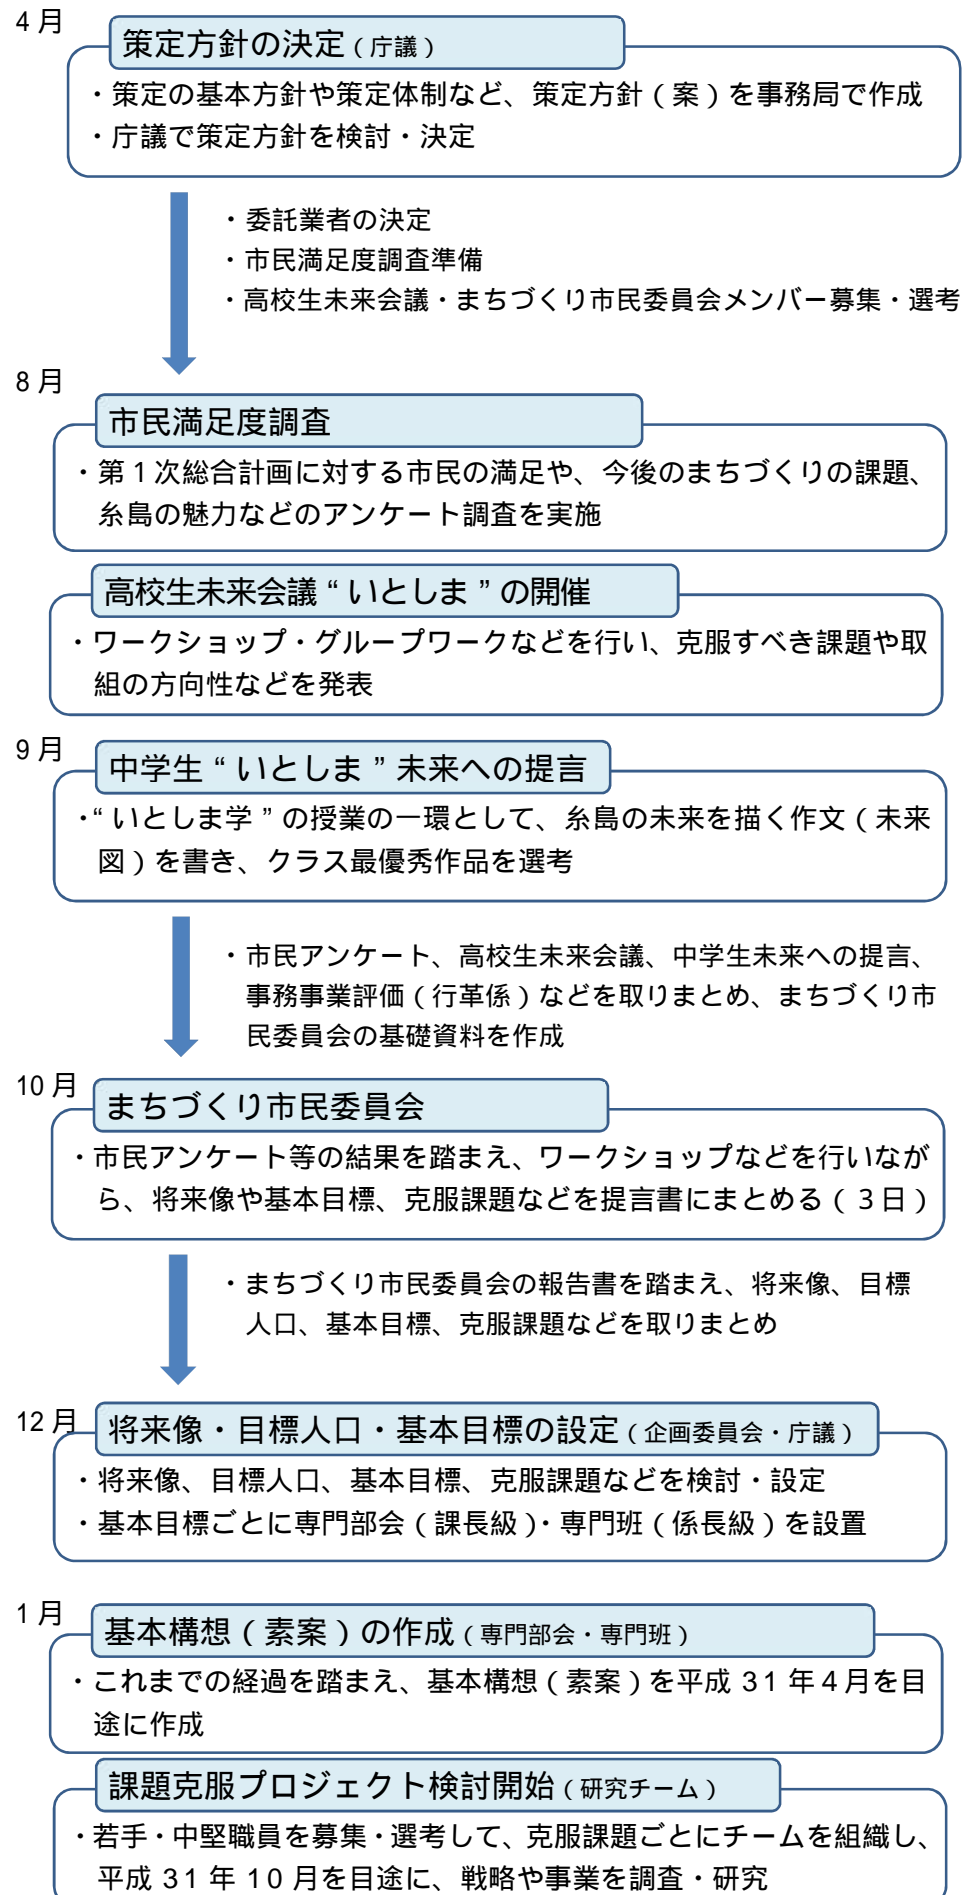 4月
策定方針の決定（庁議）
・策定の基本方針や策定体制など、策定方針（案）を事務局で作成
・庁議で策定方針を検討・決定
・委託業者の決定
・市民満足度調査準備
・高校生未来会議・まちづくり市民委員会メンバー募集・選考
8月
市民満足度調査
・第1次総合計画に対する市民の満足や、今後のまちづくりの課題、
糸島の魅力などのアンケート調査を実施
高校生未来会議“いとしま”の開催
・ワークショップ・グループワークなどを行い、克服すべき課題や取
組の方向性などを発表
9月
中学生“いとしま”未来への提言
・“いとしま学”の授業の一環として、糸島の未来を描く作文（未来
図）を書き、クラス最優秀作品を選考
・市民アンケート、高校生未来会議、中学生未来への提言、
事務事業評価（行革係）などを取りまとめ、まちづくり市
民委員会の基礎資料を作成
10月
まちづくり市民委員会
・市民アンケート等の結果を踏まえ、ワークショップなどを行いなが
ら、将来像や基本目標、克服課題などを提言書にまとめる（3日）
・まちづくり市民委員会の報告書を踏まえ、将来像、目標
人口、基本目標、克服課題などを取りまとめ
12月
将来像・目標人口・基本目標の設定（企画委員会・庁議）
・将来像、目標人口、基本目標、克服課題などを検討・設定
・基本目標ごとに専門部会（課長級）・専門班（係長級）を設置
1月
基本構想（素案）の作成（専門部会・専門班）
・これまでの経過を踏まえ、基本構想（素案）を平成31年4月を目
途に作成
課題克服プロジェクト検討開始（研究チーム）
・若手・中堅職員を募集・選考して、克服課題ごとにチームを組織し、
平成31年10月を目途に、戦略や事業を調査・研究